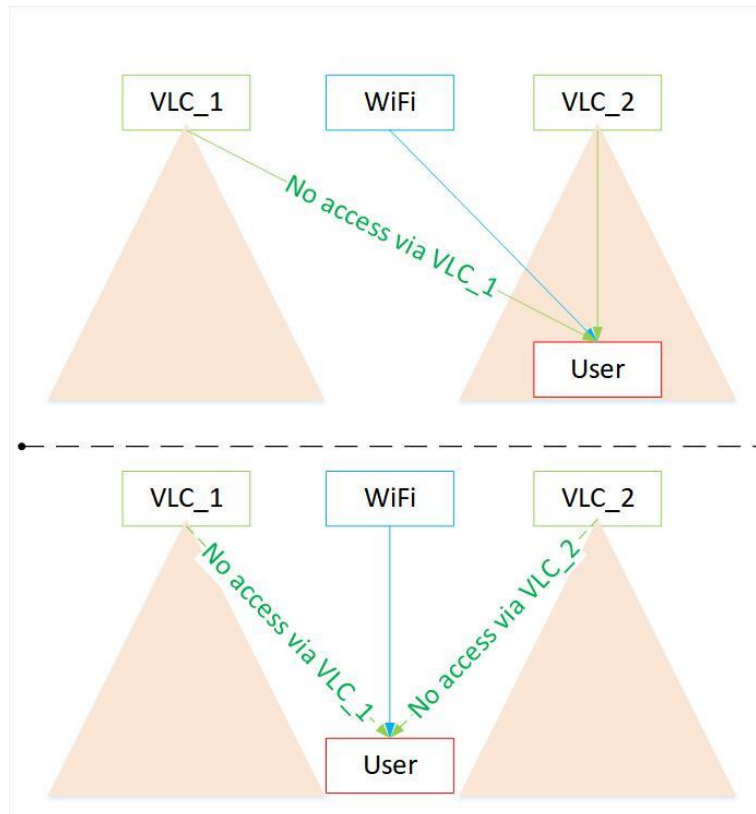 VLC_1
WiFi
VLC_2
No access via VLC_1
User
VLC_1
WiFi
VLC_2
No access via VLC_1
No access via VLC_2
User